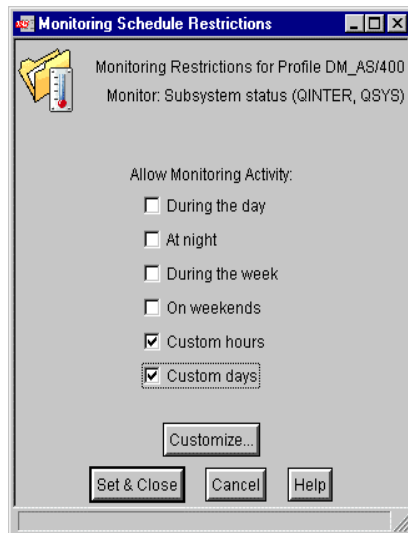 Monitoring Schedule Restrictions
Monitoring Restrictions for Profile DM_AS/400
Monitor: Subsystem status (QINTER, QSYS)
Allow Monitoring Activity:
During the day
At night
During the week
On weekends
Custom hours
Custom days
Customize...
Set & Close Cancel Help